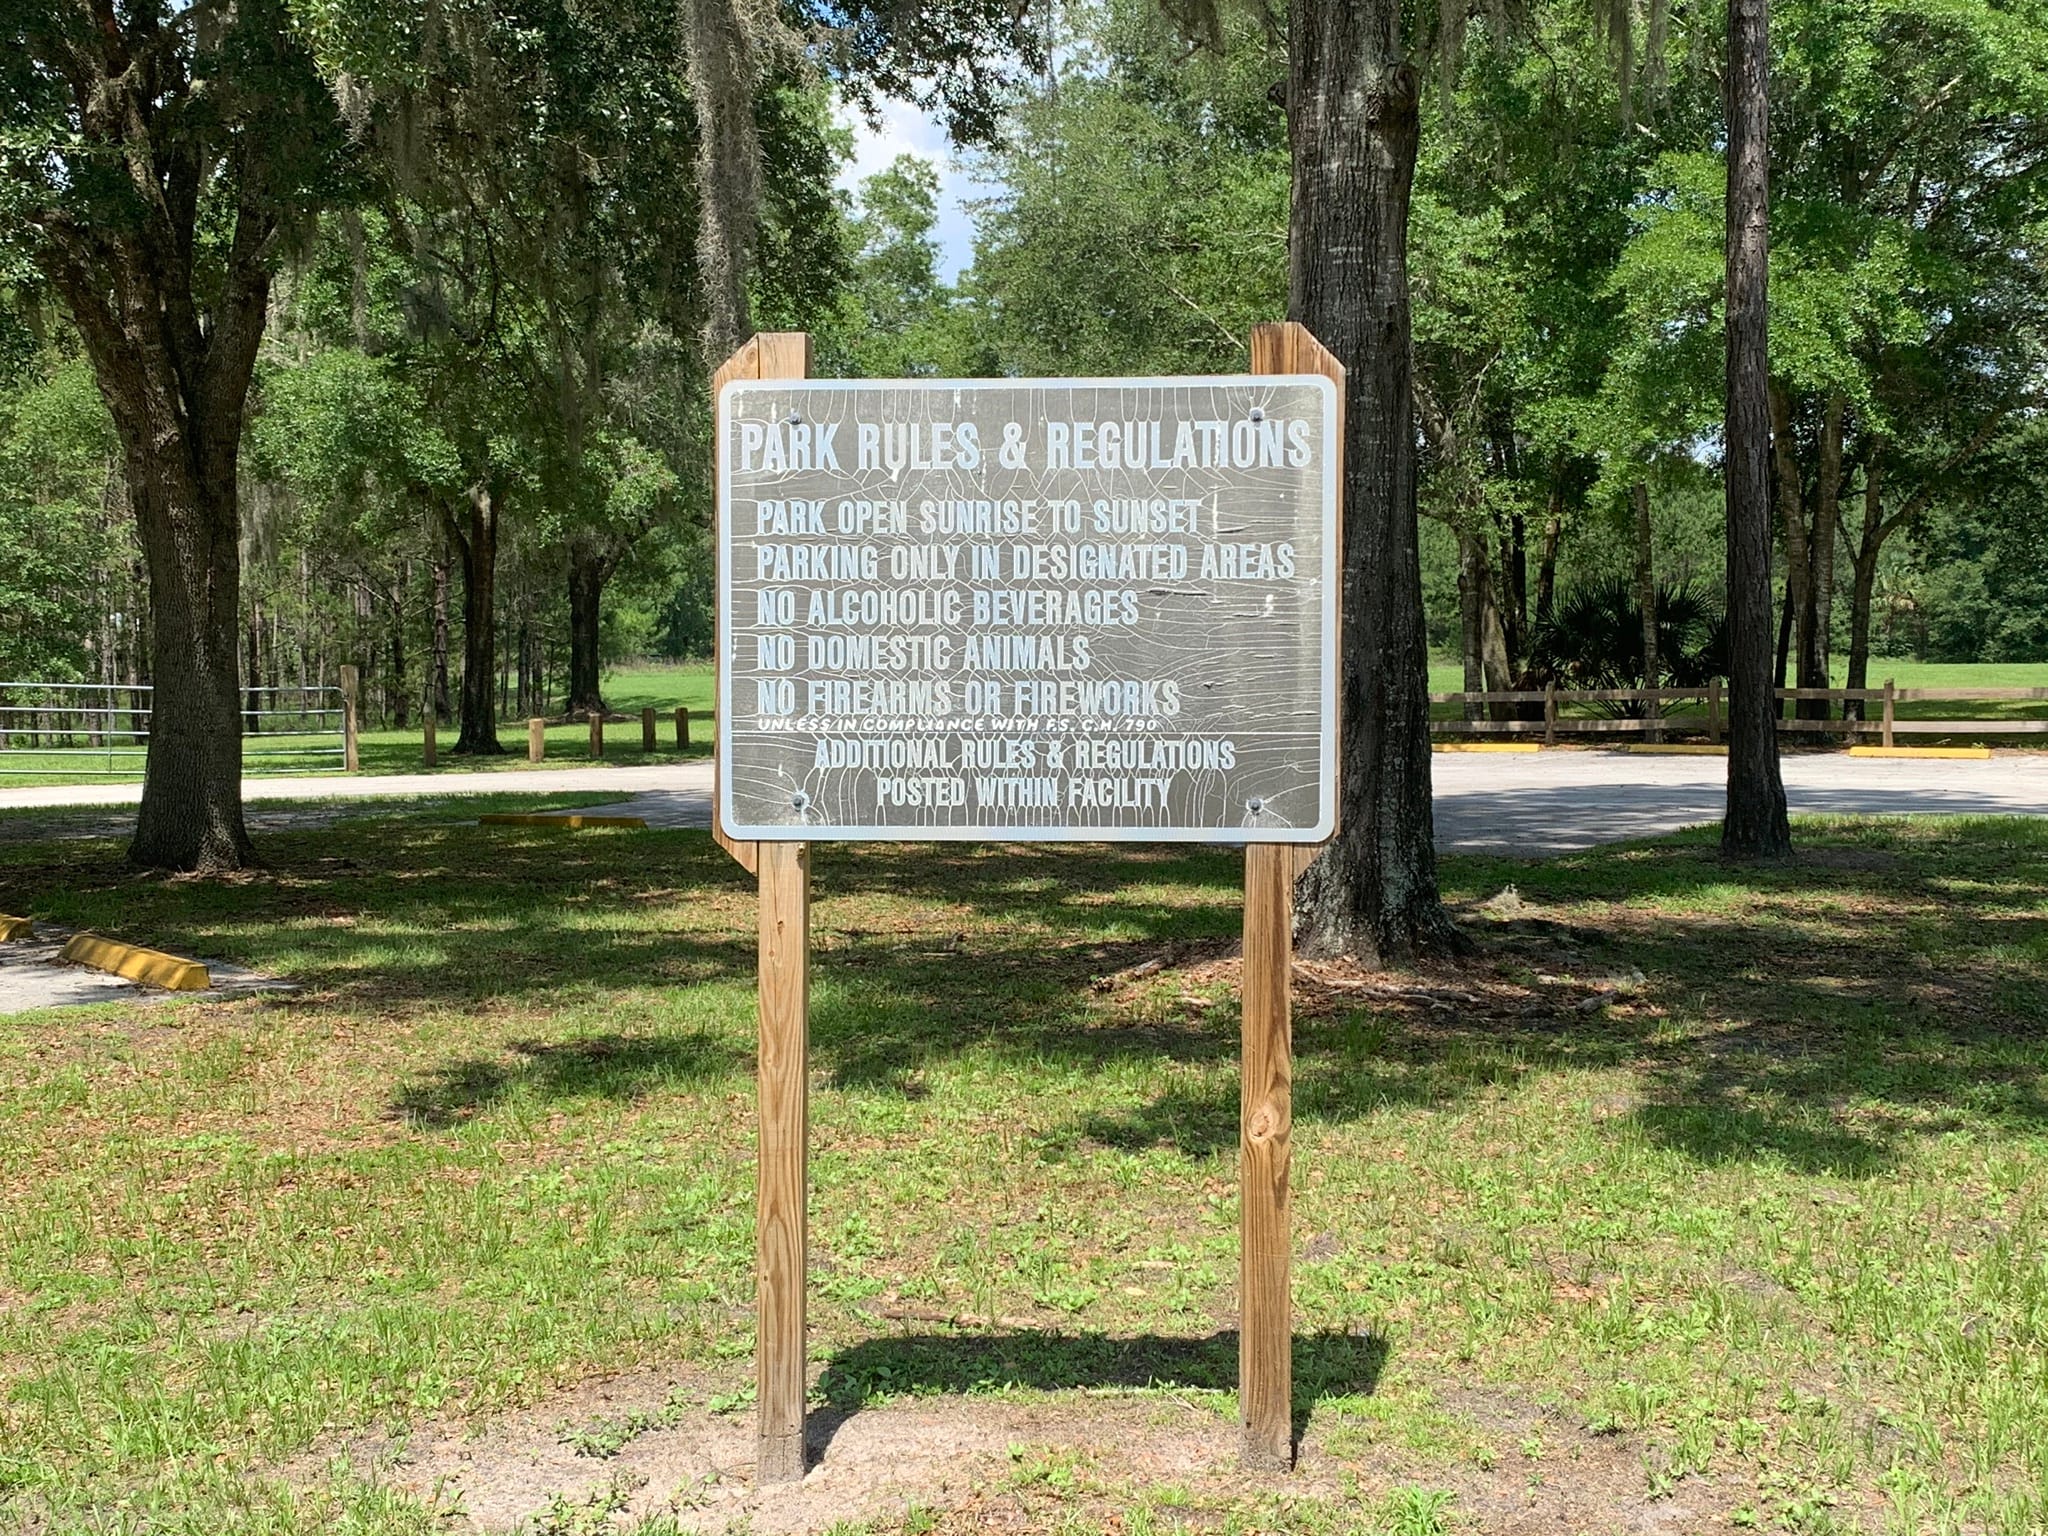 PARK RULES & REGULATIONS
PARK OPEN SUNRISE TO SUNSET
PARKING ONLY IN DESIGNATED AREAS
NO ALCOHOLIC BEVERAGES
NO DOMESTIC ANIMALS
NO FIREARMS OR FIREWORKS
UNLESS IN COMPLIANCE WITH F.S. C.H. 790
ADDITIONAL RULES & REGULATIONS
POSTED WITHIN FACILITY